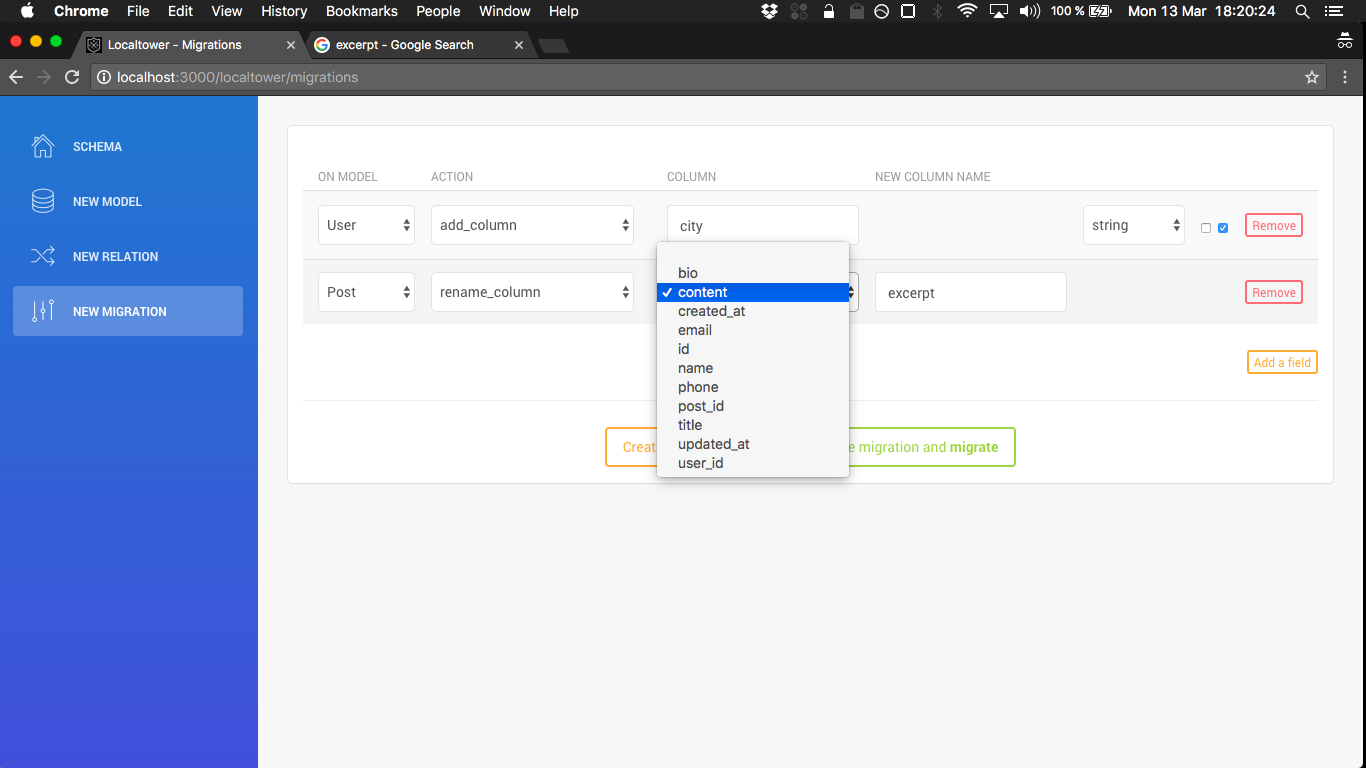 Chrome File Edit View History Bookmarks People Window Help 100 % Mon 13 Mar 18:20:24
Localtower - Migrations excerpt - Google Search
localhost:3000/localtower/migrations
SCHEMA
NEW MODEL
NEW RELATION
NEW MIGRATION
ON MODEL ACTION COLUMN NEW COLUMN NAME
User add_column city string Remove
Post rename_column excerpt Remove
bio
content
created_at
email
id
name
phone
post_id
title
updated_at
user_id
Add a field
Creat e migration and migrate